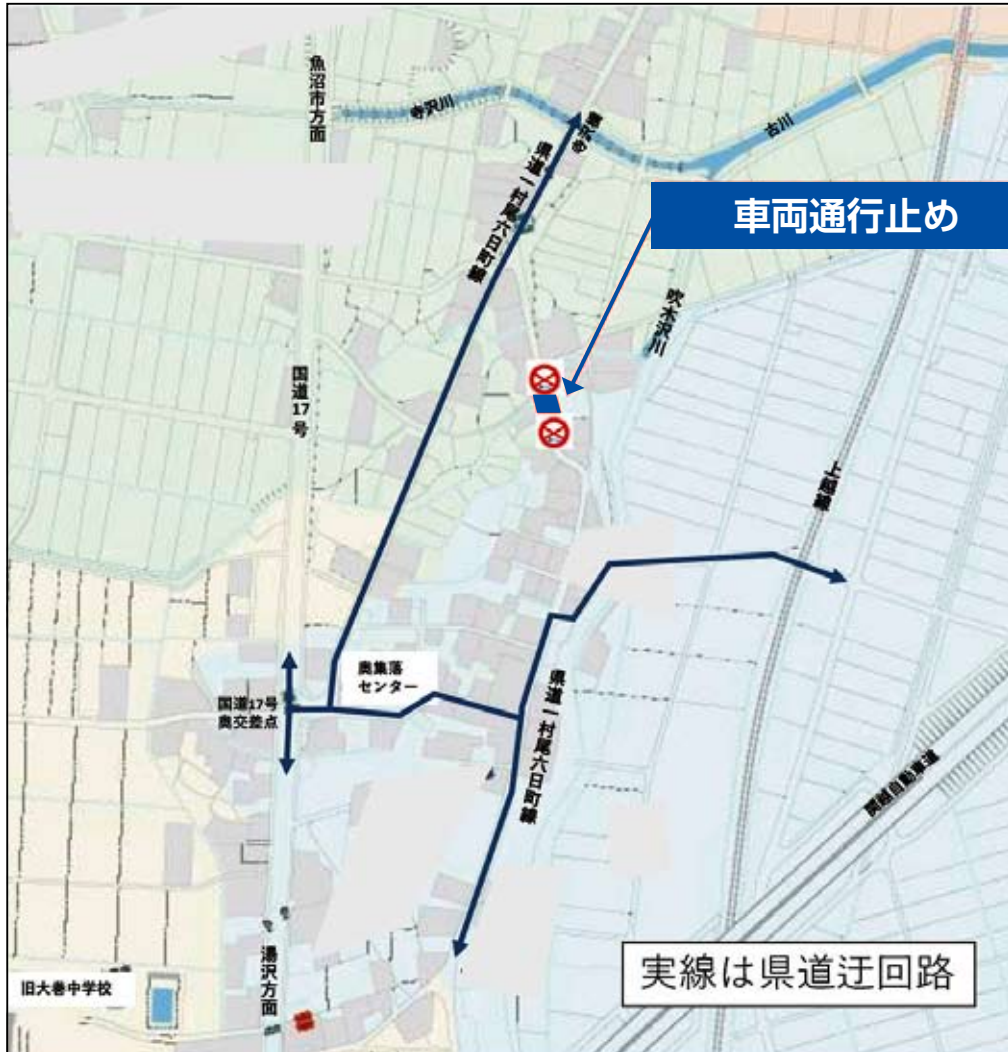 魚沼市方面
寺沢川
寺沢橋
古川
県道一村尾六日町線
車両通行止め
吹木沢川
国道17号
上越線
奥集落
センター
国道17号
奥交差点
県道一村尾六日町線
関越自動車道
湯沢方面
旧大巻中学校
実線は県道迂回路